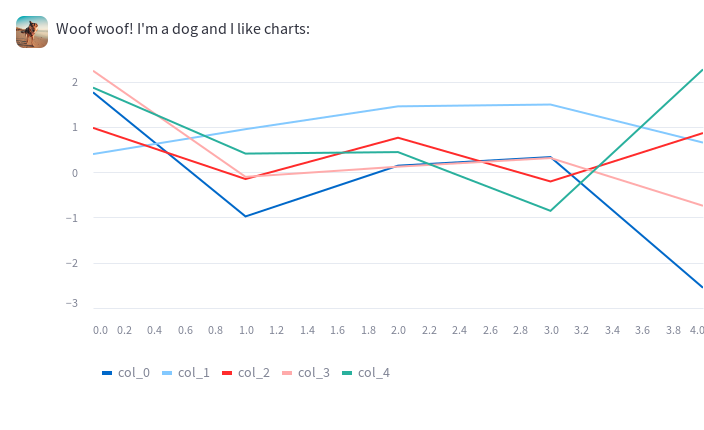 Woof woof! I'm a dog and I like charts:
2
1
0
−1
−2
−3
0.0 0.2 0.4 0.6 0.8 1.0 1.2 1.4 1.6 1.8 2.0 2.2 2.4 2.6 2.8 3.0 3.2 3.4 3.6 3.8 4.0
col_0 col_1 col_2 col_3 col_4